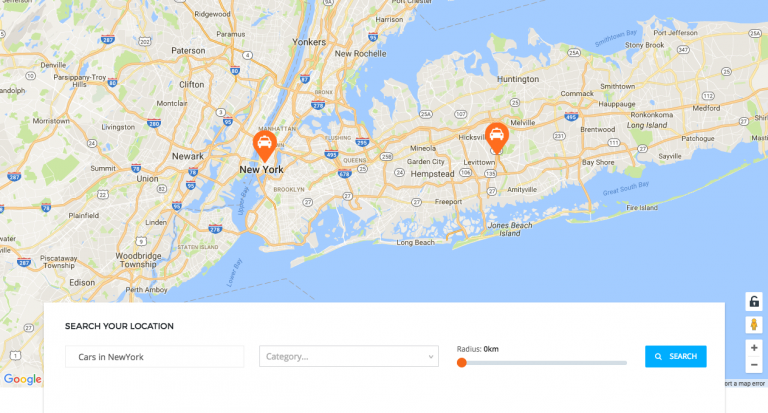 Ridgewood
Port Chester
Paramus
Port Jefferson
Smithtown Bay
Yonkers
Stony Brook
Paterson
New Rochelle
Denville
Huntington
Parsippany-Troy Hills
Clifton
Smithtown
Commack
Hauppauge
Ronkonkoma
Montclair
BRONX
Morristown
Livingston
MANHATTAN
FLUSHING
Hicksville
Melville
Long Island
Brentwood
Patchogue
Mineola
Newark
QUEENS
Garden City
Levittown
Summit
New York
Hempstead
Bay Shore
Union
BROOKLYN
Amityville
Great South Bay
Upper Bay
Freeport
Fire Island
Plainfield
Jones Beach Island
STATEN ISLAND
Long Beach
Woodbridge Township
Piscataway Township
Lower Bay
Edison
Perth Amboy
SEARCH YOUR LOCATION
Cars in NewYork
Category...
Radius: 0km
SEARCH
Google
ort a map error